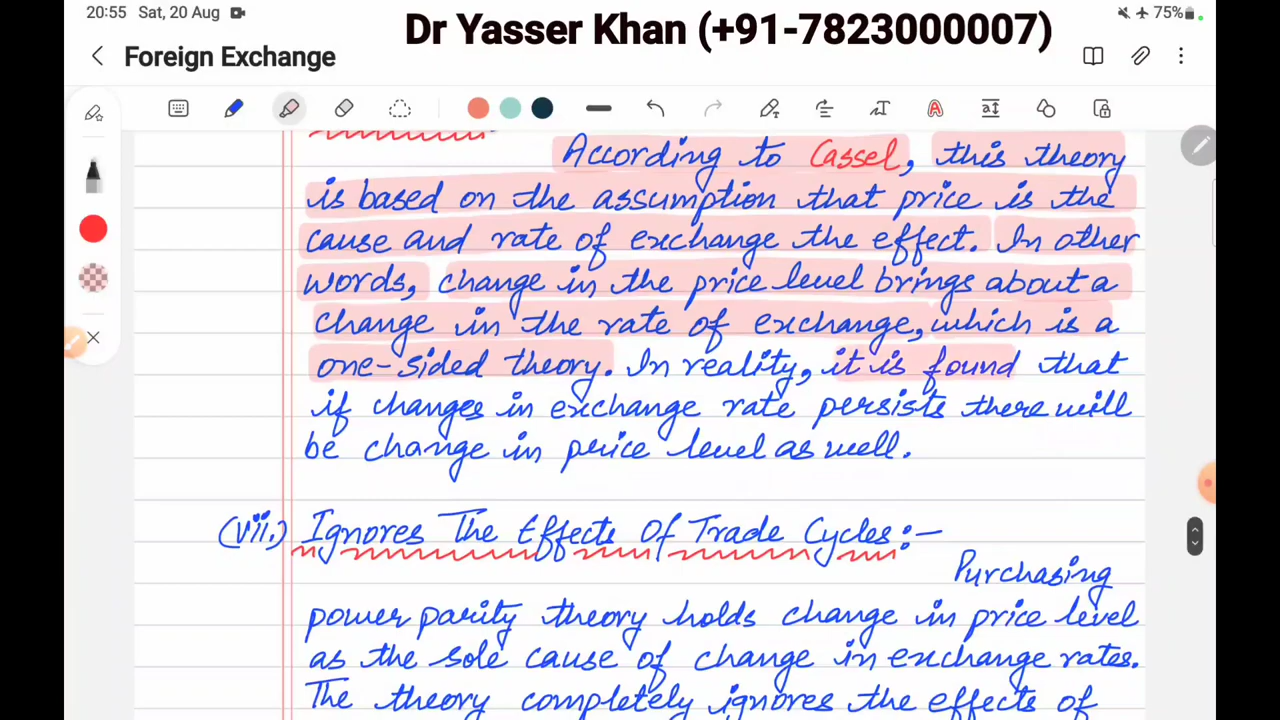 20:55 Sat, 20 Aug
75%
Dr Yasser Khan (+91-7823000007)
Foreign Exchange
According to Cassel, this theory
is based on the assumption that price is the
cause and rate of exchange the effect. In other
words, change in the price level brings about a
change in the rate of exchange, which is a
one-sided theory. In reality, it is found that
if changes in exchange rate persists there will
be change in price level as well.
(vii.) Ignores The Effects Of Trade Cycles:-
Purchasing
power parity theory holds change in price level
as the sole cause of change in exchange rates.
The theory completely ignores the effects of